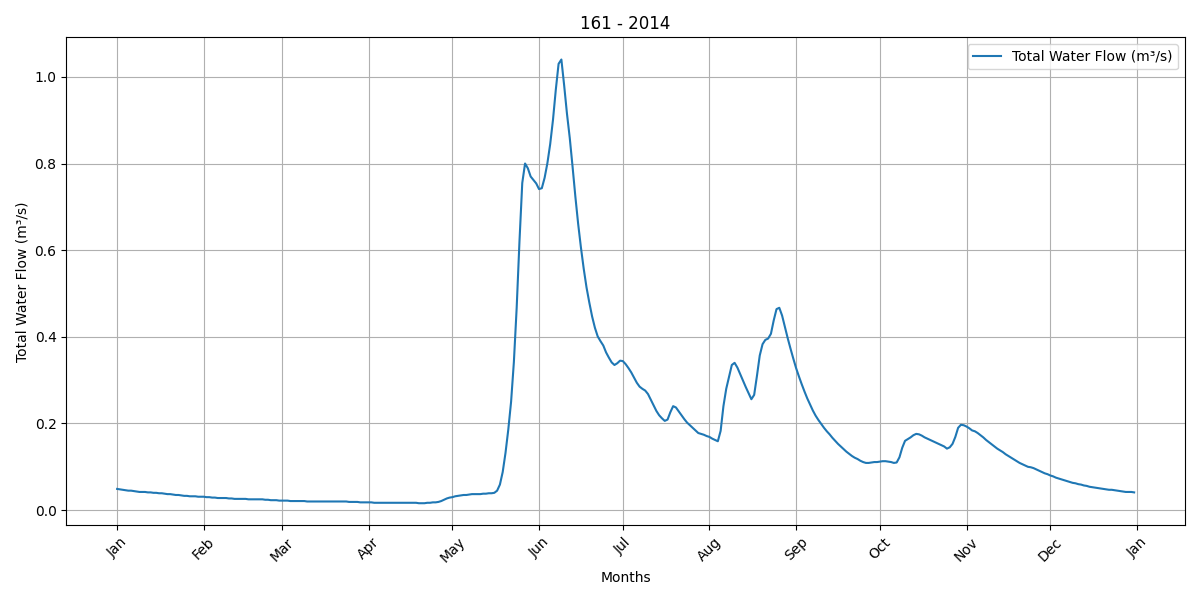 161 - 2014
Total Water Flow (m³/s)
Total Water Flow (m³/s)
1.0
0.8
0.6
0.4
0.2
0.0
Jan Feb Mar Apr May Jun Jul Aug Sep Oct Nov Dec Jan
Months